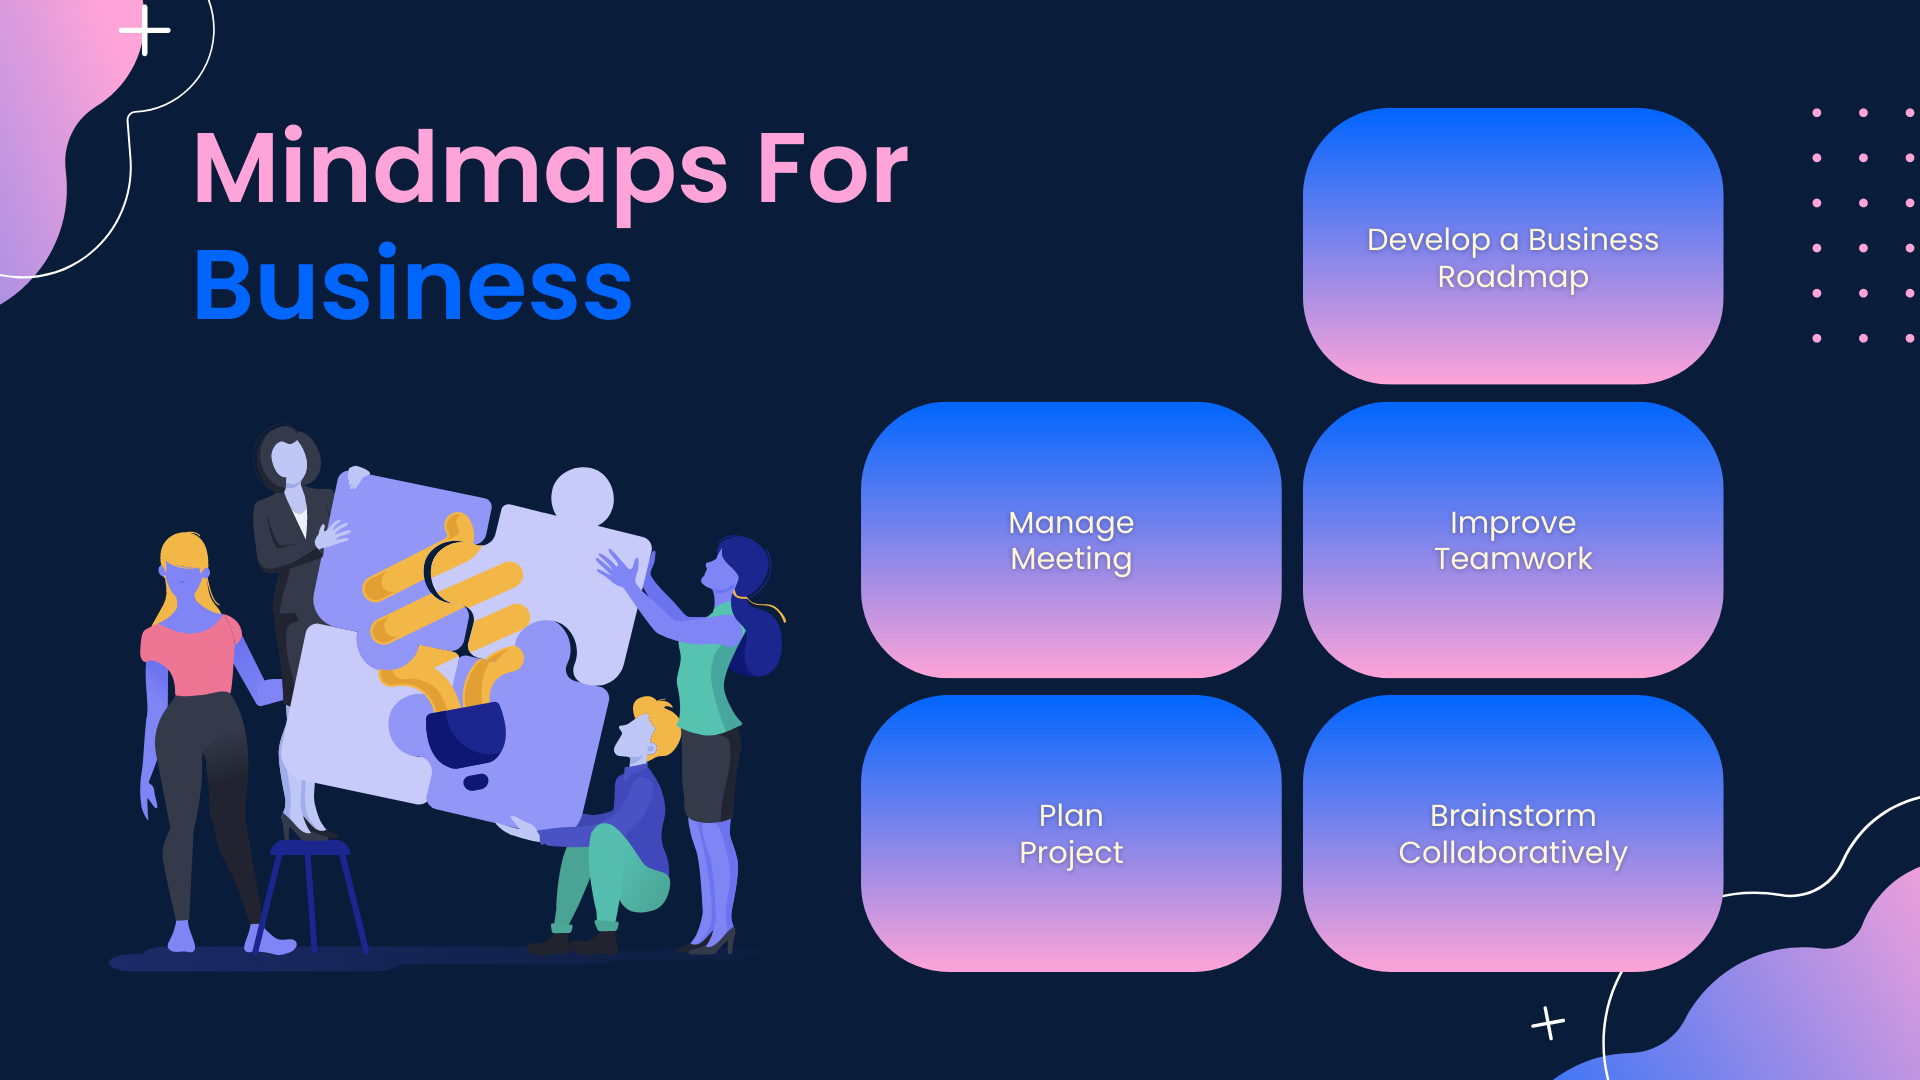 Mindmaps For
Business
Develop a Business
Roadmap
Manage
Meeting
Improve
Teamwork
Plan
Project
Brainstorm
Collaboratively